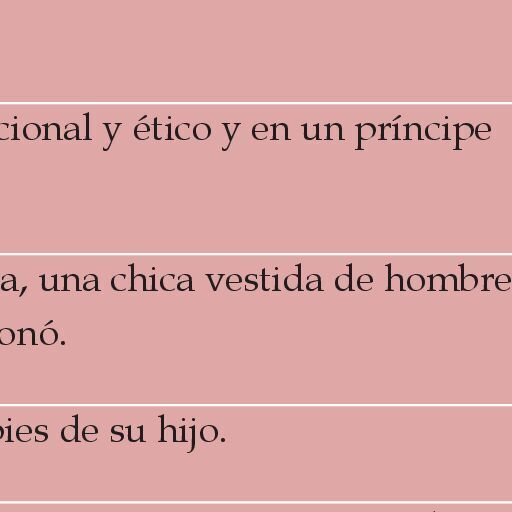 cional y ético y en un príncipe
a, una chica vestida de hombre
onó.
pies de su hijo.